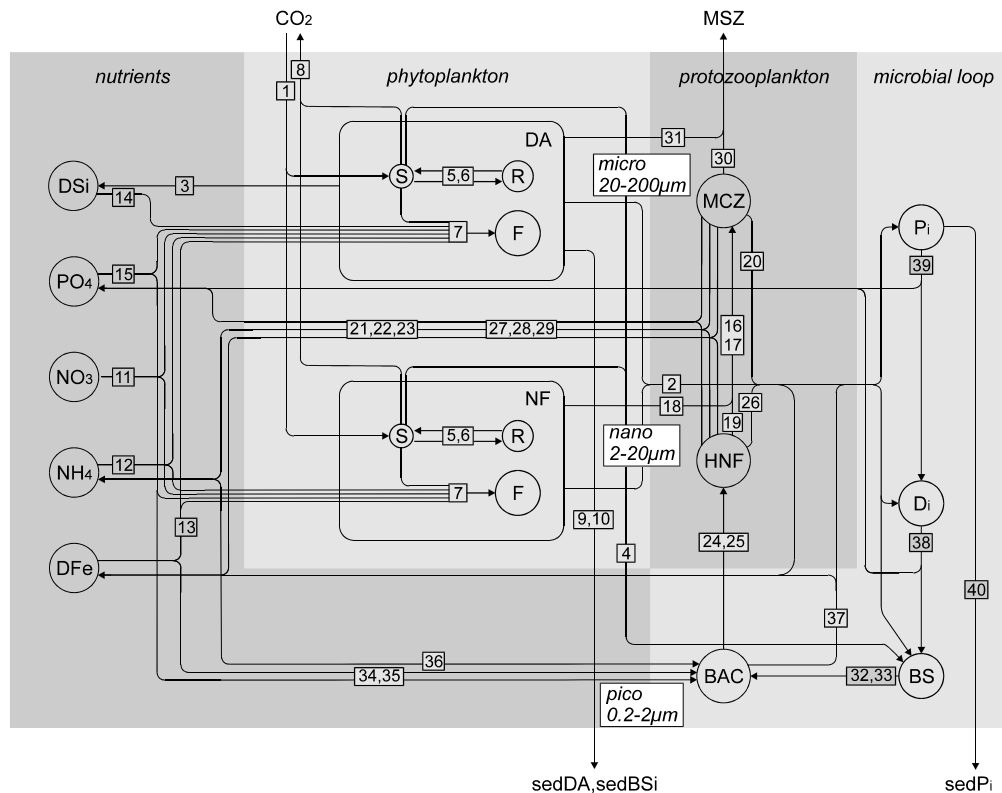 CO2
MSZ
nutrients
phytoplankton
protozooplankton
microbial loop
8
1
DA
31
30
micro
20-200µm
DSi
3
14
S
5,6
R
MCZ
7
F
Pi
39
20
PO4
15
21,22,23
27,28,29
16
17
NO3
11
2
NF
18
26
19
S
5,6
R
nano
2-20µm
HNF
NH4
12
7
F
Di
13
9,10
24,25
38
4
DFe
40
37
36
34,35
BAC
32,33
BS
pico
0.2-2µm
sedDA,sedBSi
sedPi